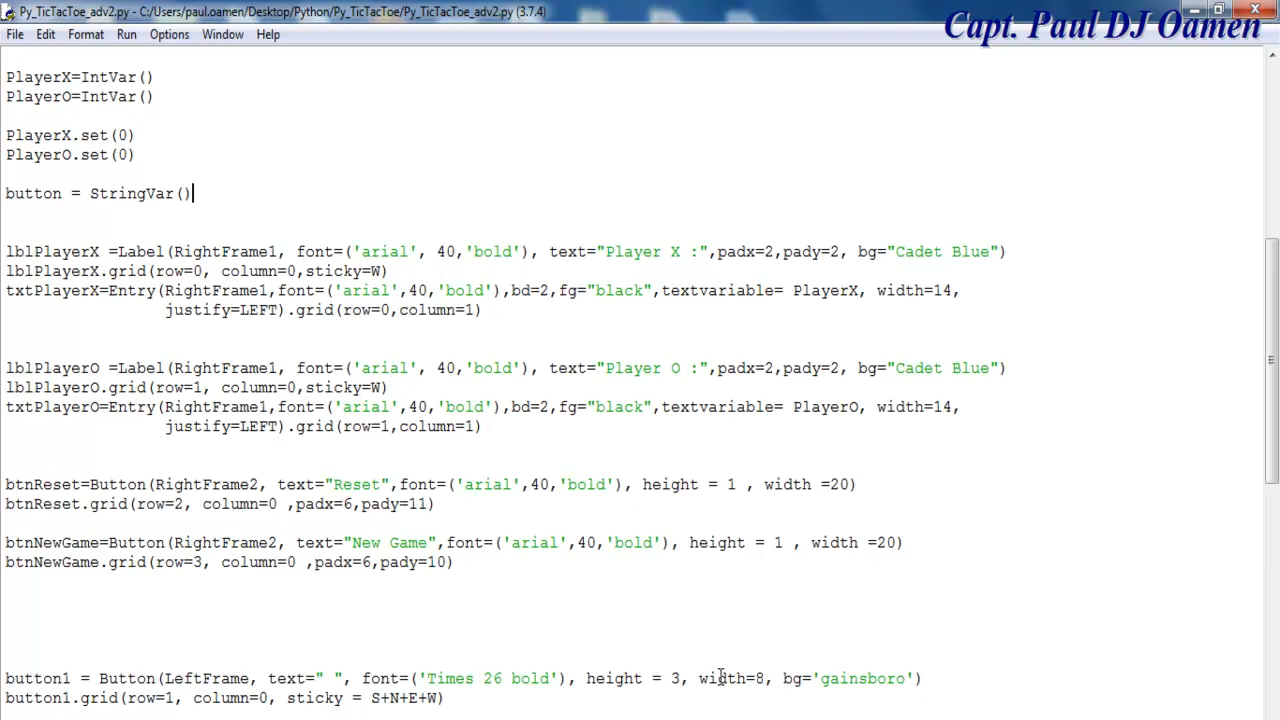 Py_TicTacToe_adv2.py - C:/Users/paul.oamen/Desktop/Python/Py_TicTacToe/Py_TicTacToe_adv2.py (3.7.4)
Capt. Paul DJ Oamen
File Edit Format Run Options Window Help
PlayerX=IntVar()
PlayerO=IntVar()
PlayerX.set(0)
PlayerO.set(0)
button = StringVar()
lblPlayerX =Label(RightFrame1, font=('arial', 40,'bold'), text="Player X :",padx=2,pady=2, bg="Cadet Blue")
lblPlayerX.grid(row=0, column=0,sticky=W)
txtPlayerX=Entry(RightFrame1,font=('arial',40,'bold'),bd=2,fg="black",textvariable= PlayerX, width=14,
justify=LEFT).grid(row=0,column=1)
lblPlayerO =Label(RightFrame1, font=('arial', 40,'bold'), text="Player O :",padx=2,pady=2, bg="Cadet Blue")
lblPlayerO.grid(row=1, column=0,sticky=W)
txtPlayerO=Entry(RightFrame1,font=('arial',40,'bold'),bd=2,fg="black",textvariable= PlayerO, width=14,
justify=LEFT).grid(row=1,column=1)
btnReset=Button(RightFrame2, text="Reset",font=('arial',40,'bold'), height = 1 , width =20)
btnReset.grid(row=2, column=0 ,padx=6,pady=11)
btnNewGame=Button(RightFrame2, text="New Game",font=('arial',40,'bold'), height = 1 , width =20)
btnNewGame.grid(row=3, column=0 ,padx=6,pady=10)
button1 = Button(LeftFrame, text=" ", font=('Times 26 bold'), height = 3, width=8, bg='gainsboro')
button1.grid(row=1, column=0, sticky = S+N+E+W)